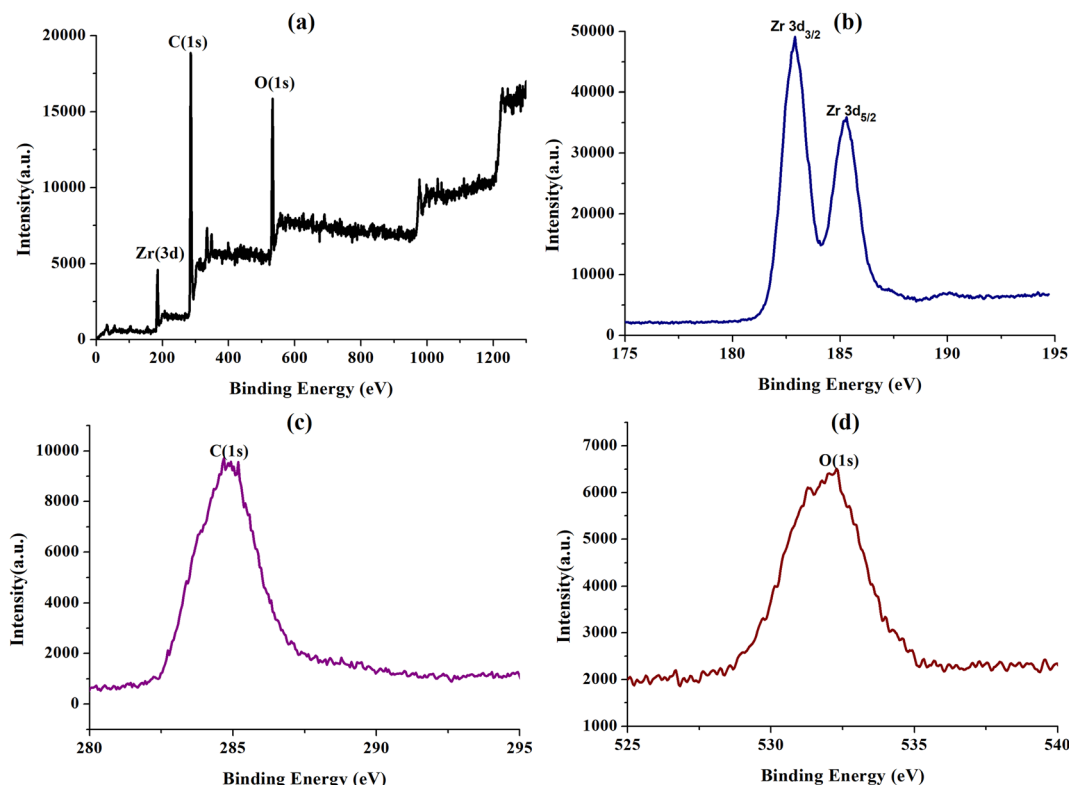 (a)
C(1s)
O(1s)
Zr(3d)
20000
15000
10000
5000
0
0 200 400 600 800 1000 1200
Intensity(a.u.)
Binding Energy (eV)
(b)
Zr 3d3/2
Zr 3d5/2
50000
40000
30000
20000
10000
0
175 180 185 190 195
Intensity(a.u.)
Binding Energy (eV)
(c)
C(1s)
10000
8000
6000
4000
2000
0
280 285 290 295
Intensity(a.u.)
Binding Energy (eV)
(d)
O(1s)
7000
6000
5000
4000
3000
2000
1000
525 530 535 540
Intensity(a.u.)
Binding Energy (eV)